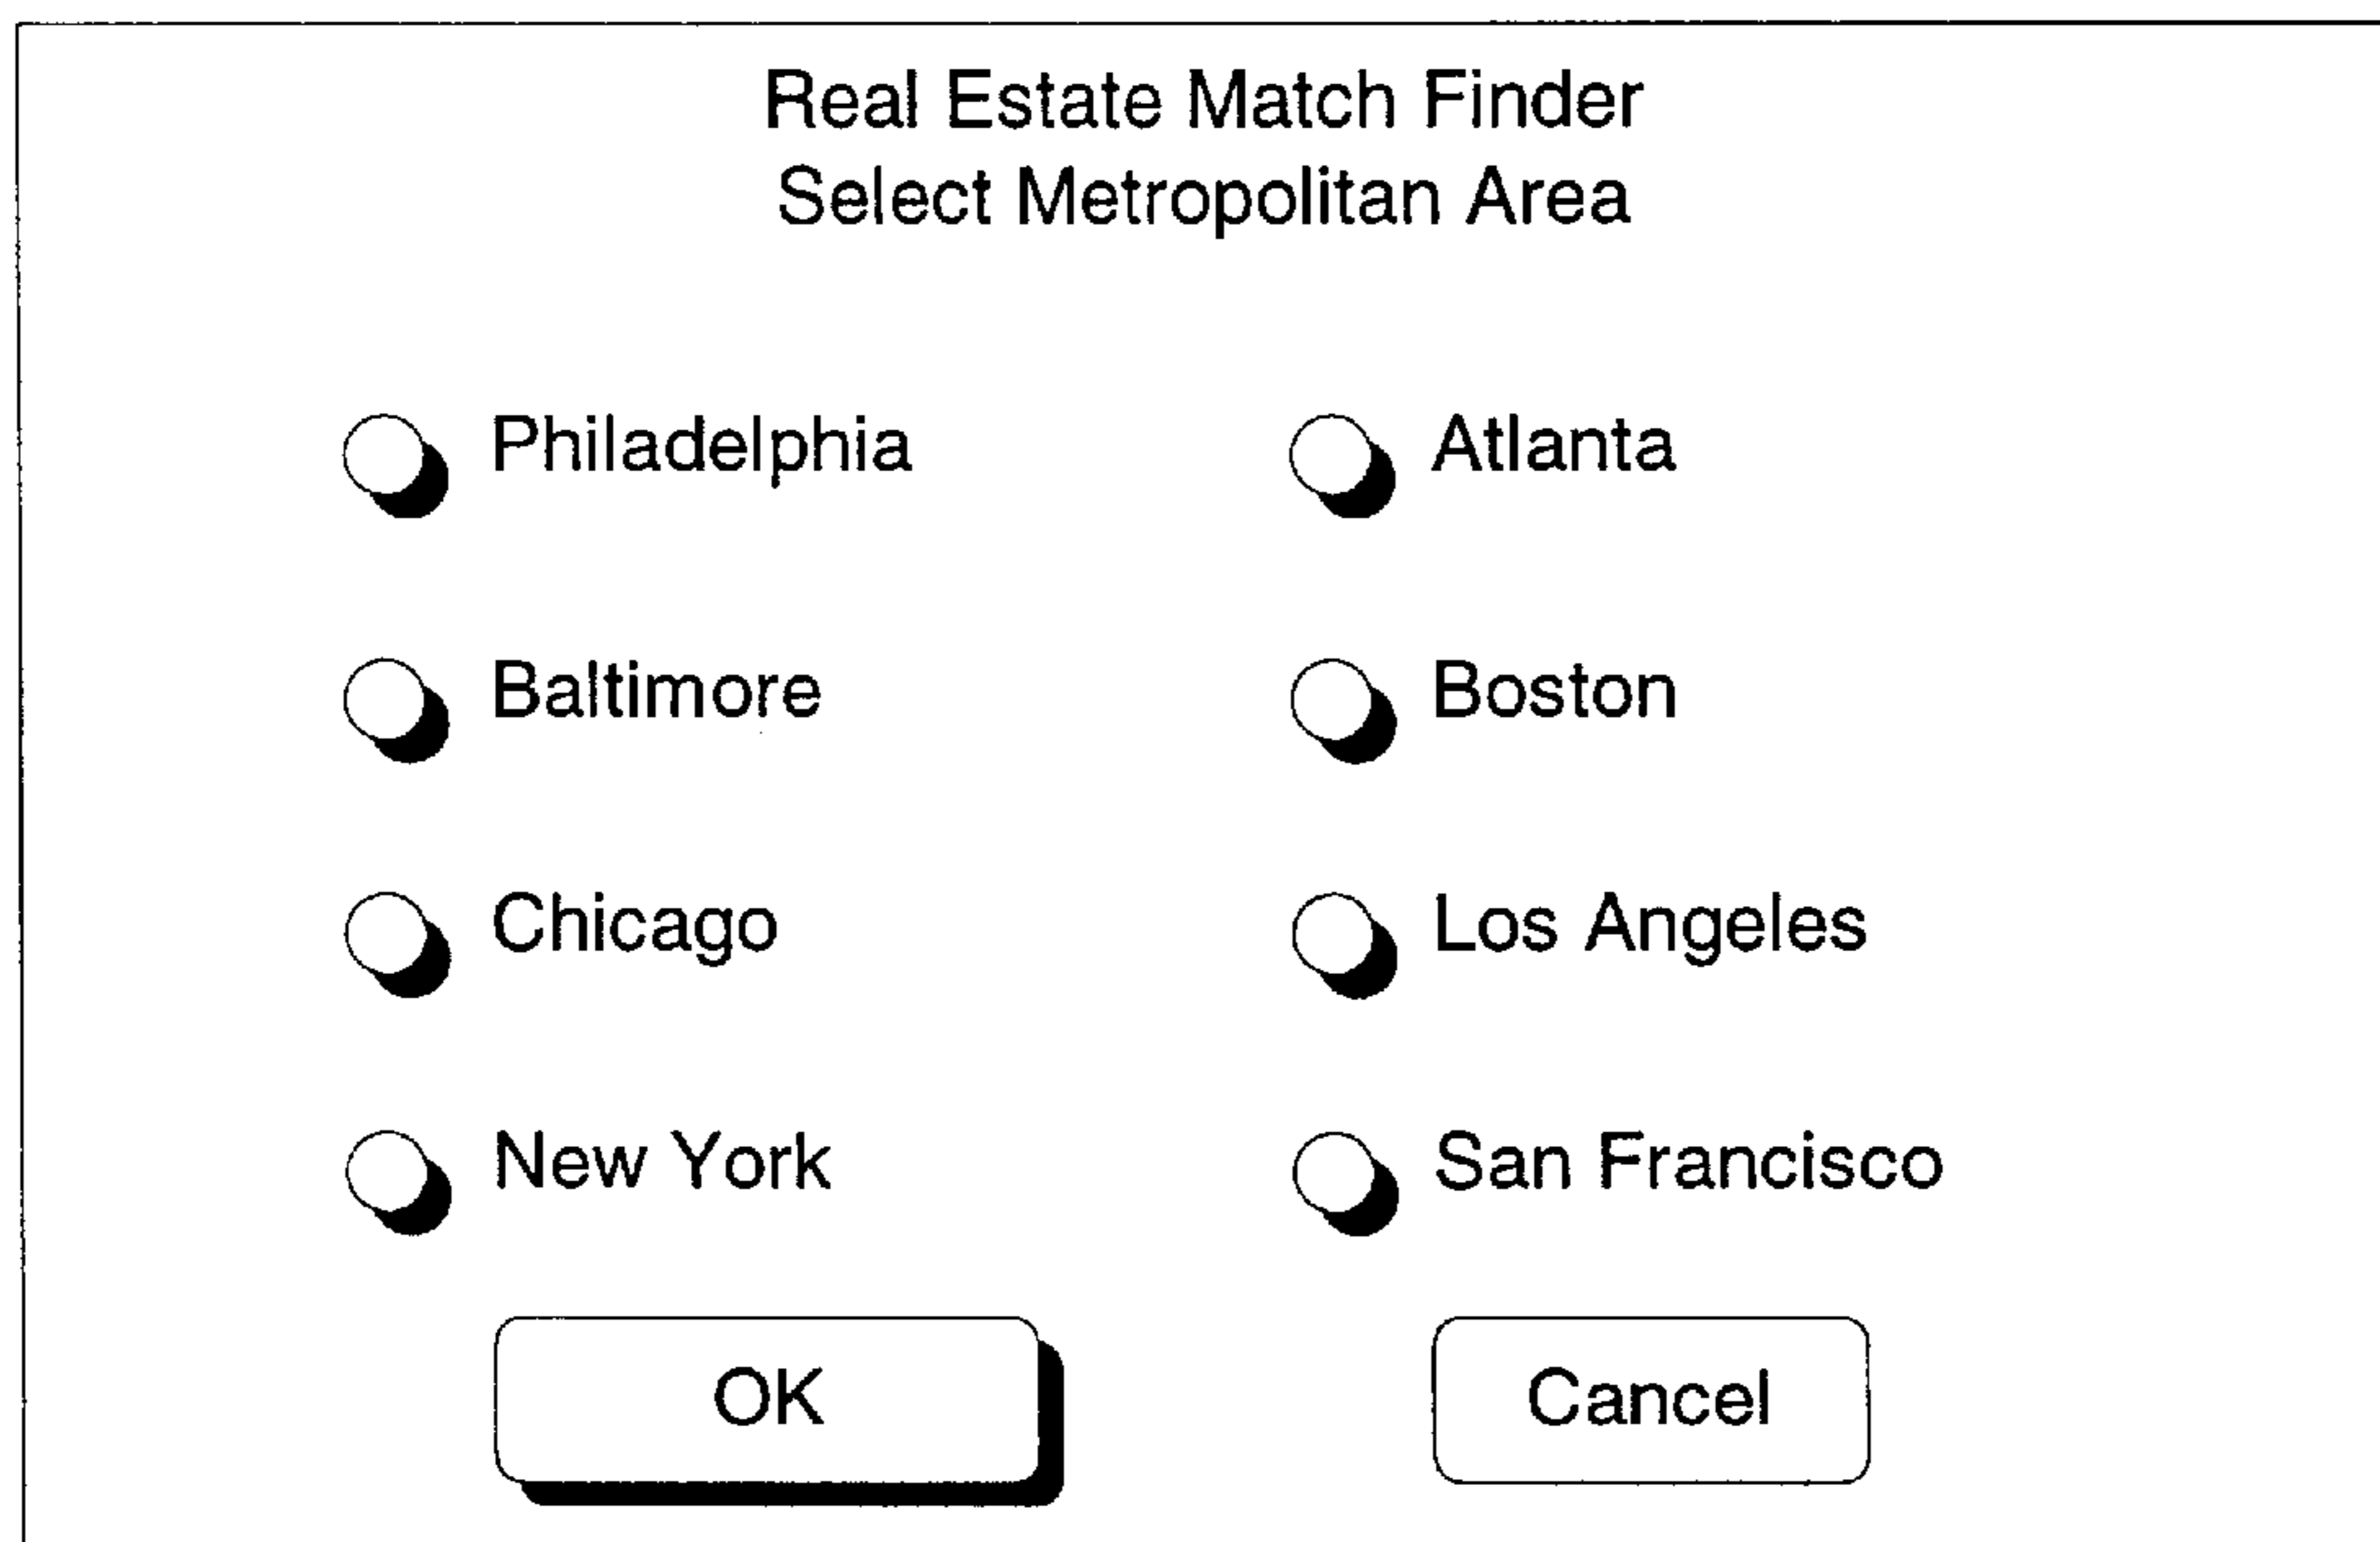 Real Estate Match Finder
Select Metropolitan Area
Philadelphia
Atlanta
Baltimore
Boston
Chicago
Los Angeles
New York
San Francisco
OK
Cancel